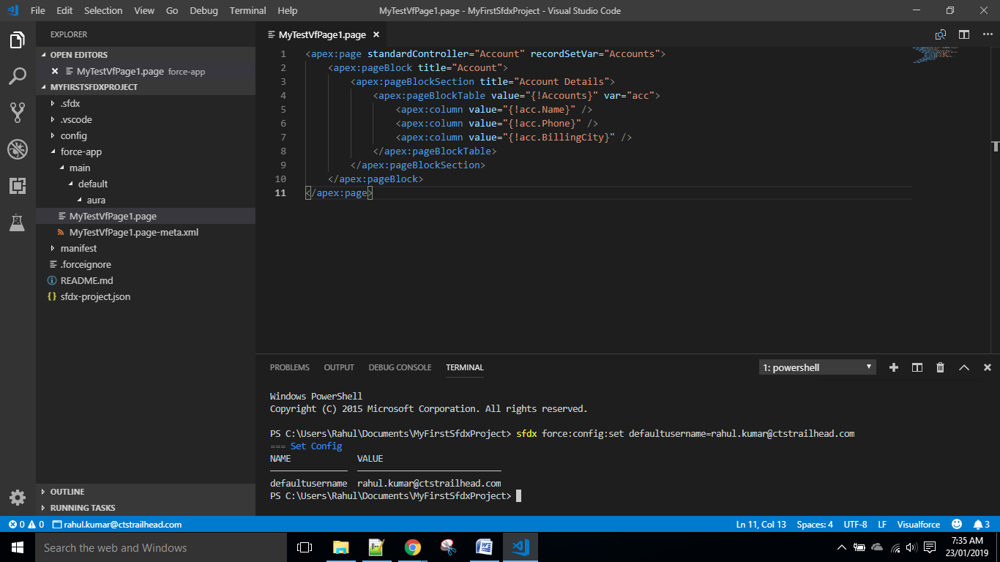 File Edit Selection View Go Debug Terminal Help
MyTestVfPage1.page - MyFirstSfdxProject - Visual Studio Code
EXPLORER
OPEN EDITORS
MyTestVfPage1.page force-app
MYFIRSTSFDXPROJECT
.sfdx
.vscode
config
force-app
main
default
aura
MyTestVfPage1.page
MyTestVfPage1.page-meta.xml
manifest
.forceignore
README.md
{} sfdx-project.json
OUTLINE
RUNNING TASKS
MyTestVfPage1.page
1 <apex:page standardController="Account" recordSetVar="Accounts">
2 <apex:pageBlock title="Account">
3 <apex:pageBlockSection title="Account Details">
4 <apex:pageBlockTable value="{!Accounts}" var="acc">
5 <apex:column value="{!acc.Name}" />
6 <apex:column value="{!acc.Phone}" />
7 <apex:column value="{!acc.BillingCity}" />
8 </apex:pageBlockTable>
9 </apex:pageBlockSection>
10 </apex:pageBlock>
11 </apex:page>
PROBLEMS OUTPUT DEBUG CONSOLE TERMINAL
1: powershell
Windows PowerShell
Copyright (C) 2015 Microsoft Corporation. All rights reserved.
PS C:\Users\Rahul\Documents\MyFirstSfdxProject> sfdx force:config:set defaultusername=rahul.kumar@ctstrailhead.com
=== Set Config
NAME VALUE
defaultusername rahul.kumar@ctstrailhead.com
PS C:\Users\Rahul\Documents\MyFirstSfdxProject>
0 0 rahul.kumar@ctstrailhead.com
Ln 11, Col 13 Spaces: 4 UTF-8 LF Visualforce 3
Search the web and Windows
7:35 AM
23/01/2019